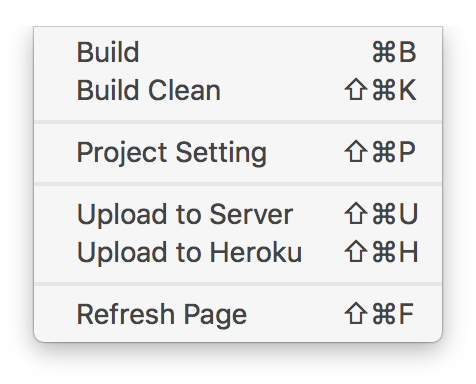 Build ⌘B
Build Clean ⇧⌘K
Project Setting ⇧⌘P
Upload to Server ⇧⌘U
Upload to Heroku ⇧⌘H
Refresh Page ⇧⌘F